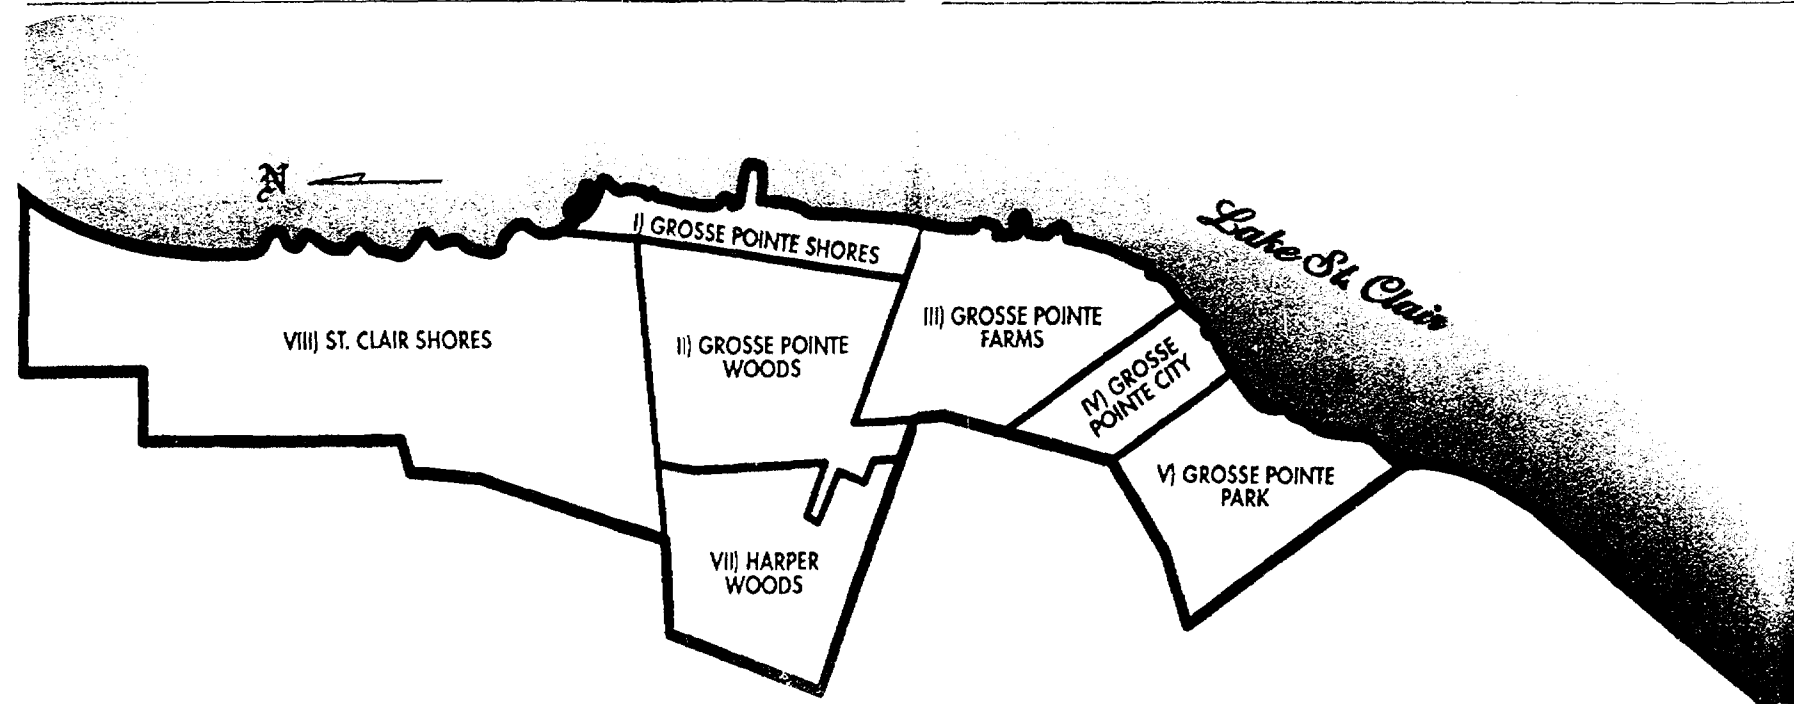 N
I) GROSSE POINTE SHORES
Lake St. Clair
VIII) ST. CLAIR SHORES
II) GROSSE POINTE
WOODS
III) GROSSE POINTE
FARMS
IV) GROSSE
POINTE CITY
V) GROSSE POINTE
PARK
VII) HARPER
WOODS